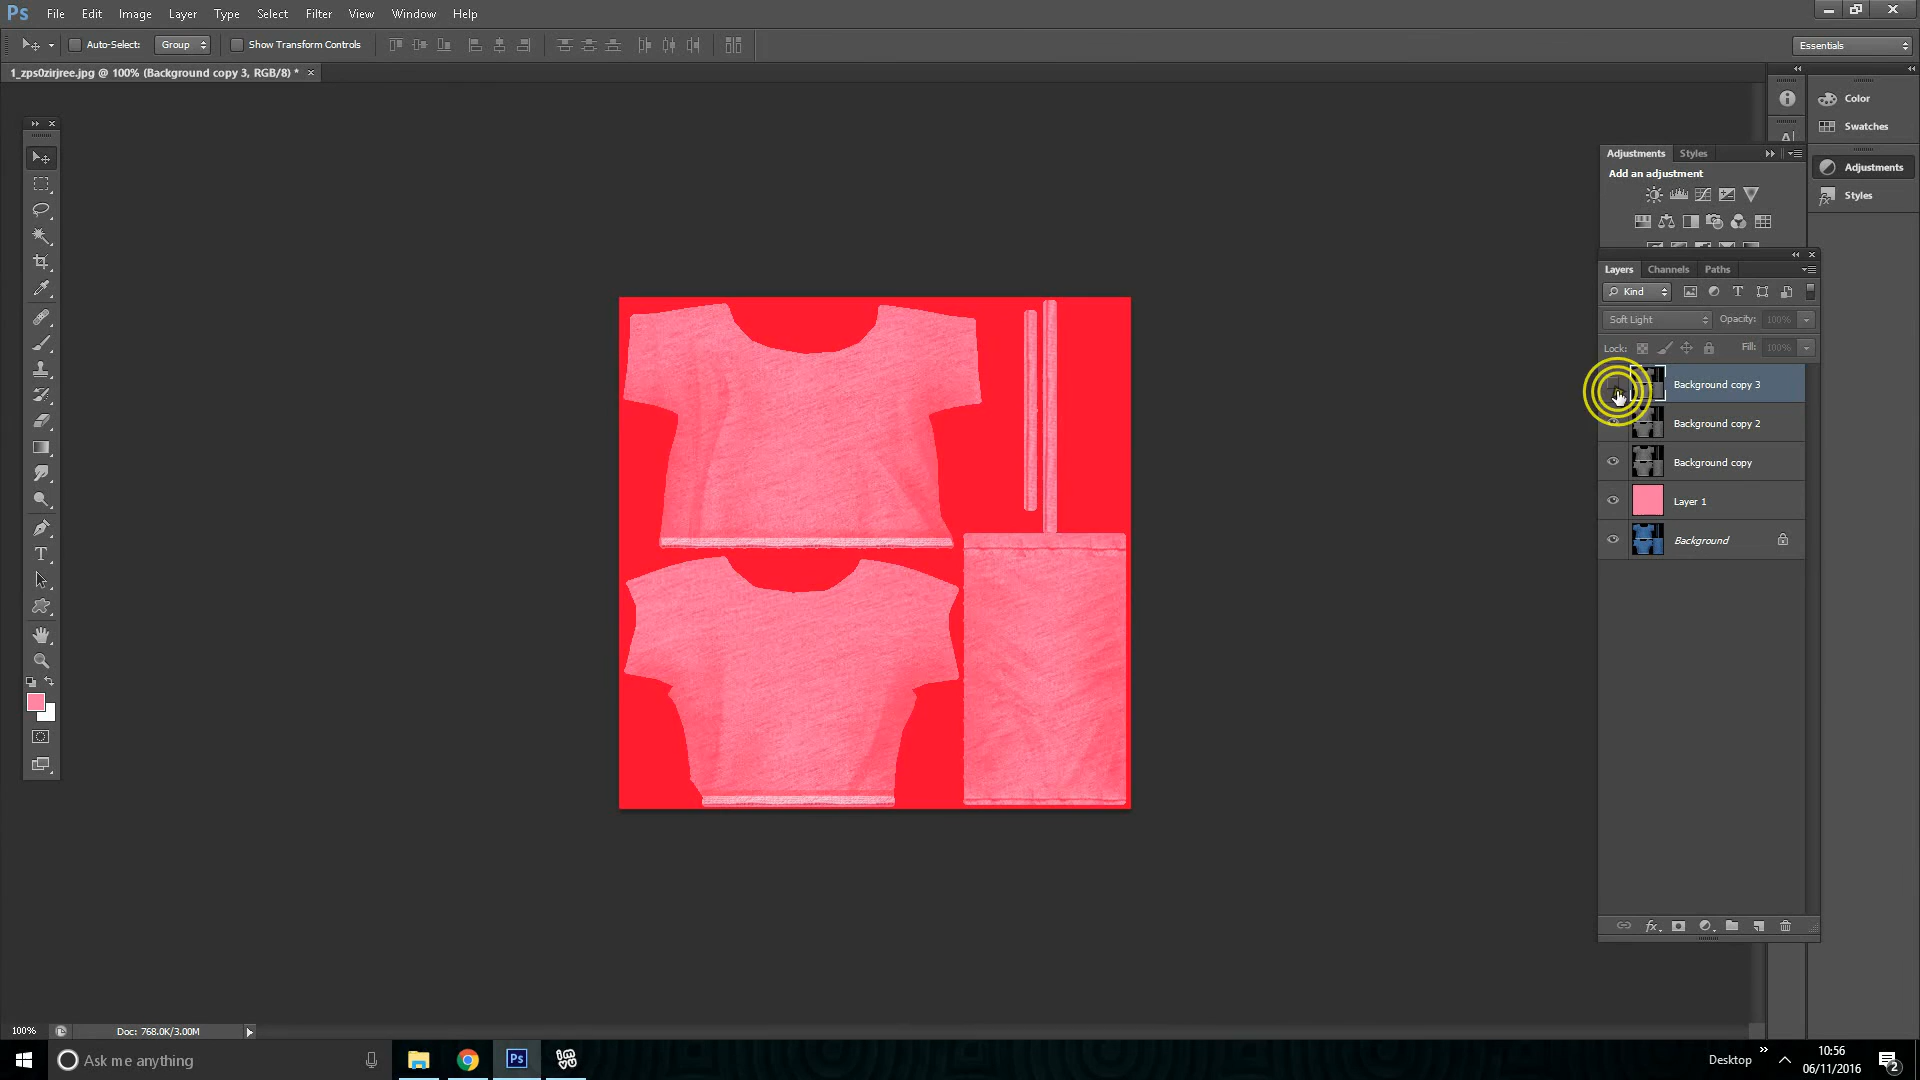 Ps File Edit Image Layer Type Select Filter View Window Help
Auto-Select: Group Show Transform Controls Essentials
1_zps0zirjree.jpg @ 100% (Background copy 3, RGB/8) * ×
Color
Swatches
Adjustments
Styles
Adjustments Styles
Add an adjustment
Layers Channels Paths
Kind
Soft Light Opacity: 100%
Lock: Fill: 100%
Background copy 3
Background copy 2
Background copy
Layer 1
Background
100% Doc: 768.0K/3.00M
Ask me anything
Ps
Desktop
10:56
06/11/2016
2